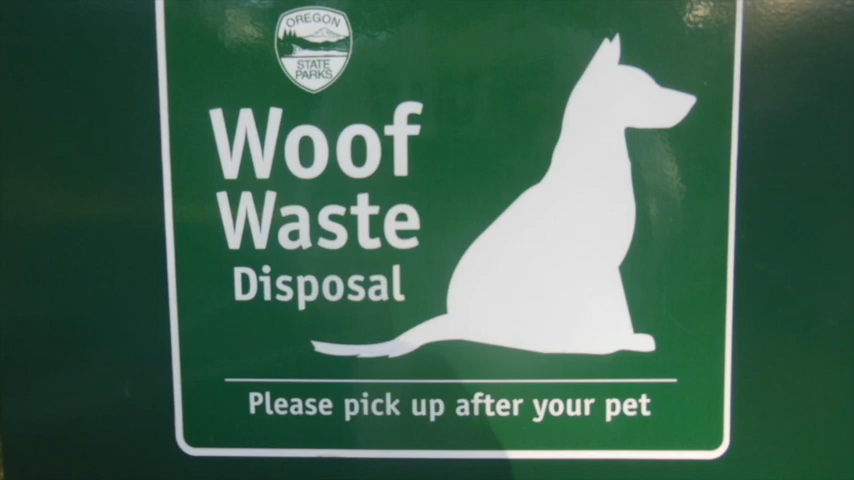 OREGON
STATE
PARKS
Woof
Waste
Disposal
Please pick up after your pet